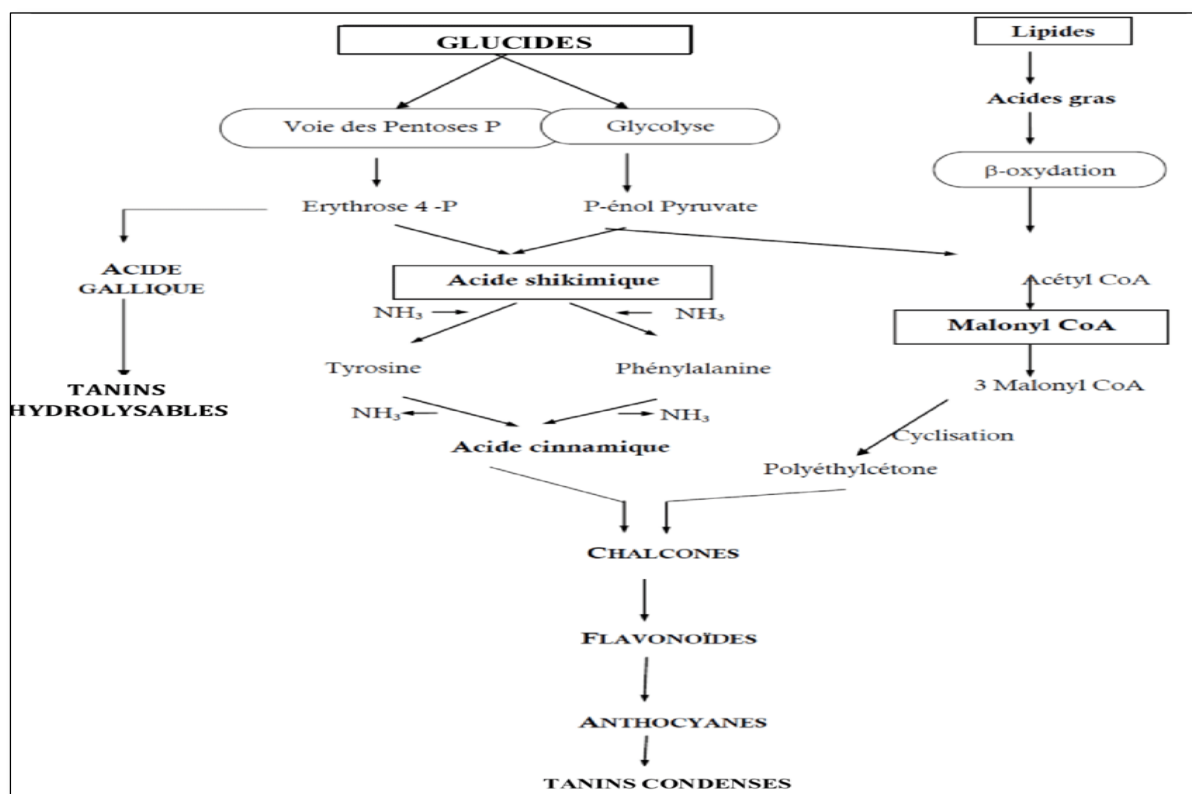 GLUCIDES
Lipides
Acides gras
Voie des Pentoses P
Glycolyse
β-oxydation
Erythrose 4 -P
P-énol Pyruvate
ACIDE
GALLIQUE
Acide shikimique
Acétyl CoA
NH₃
NH₃
Malonyl CoA
Tyrosine
Phénylalanine
3 Malonyl CoA
TANINS
HYDROLYSABLES
NH₃
NH₃
Cyclisation
Acide cinnamique
Polyéthylcétone
CHALCONES
FLAVONOÏDES
ANTHOCYANES
TANINS CONDENSES